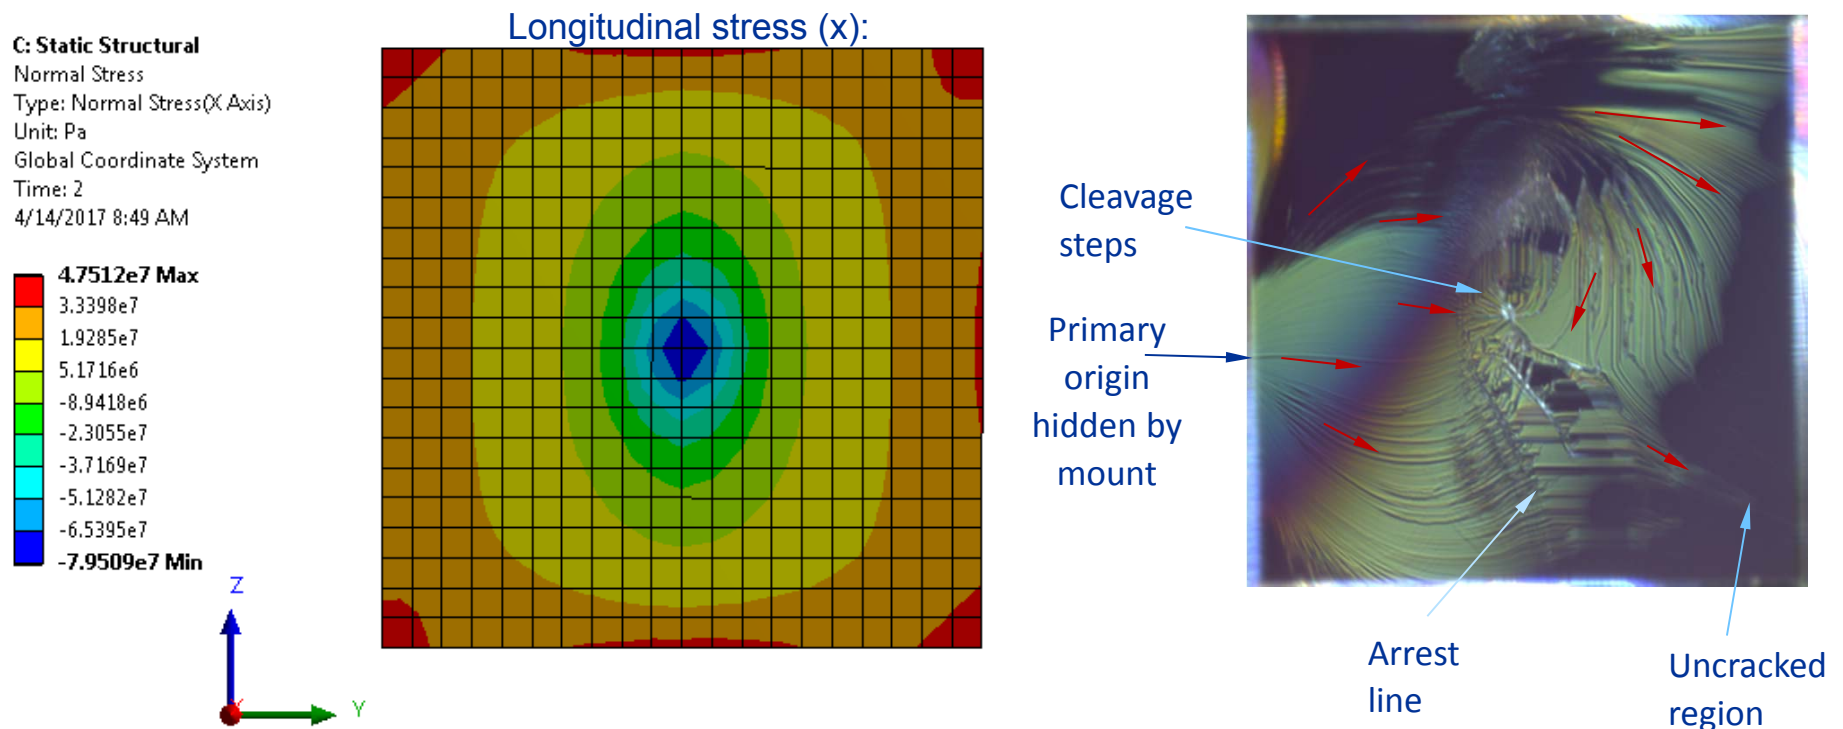 Longitudinal stress (x):
C: Static Structural
Normal Stress
Type: Normal Stress(X Axis)
Unit: Pa
Global Coordinate System
Time: 2
4/14/2017 8:49 AM
4.7512e7 Max
3.3398e7
1.9285e7
5.1716e6
-8.9418e6
-2.3055e7
-3.7169e7
-5.1282e7
-6.5395e7
-7.9509e7 Min
Z
Y
Cleavage
steps
Primary
origin
hidden by
mount
Arrest
line
Uncracked
region